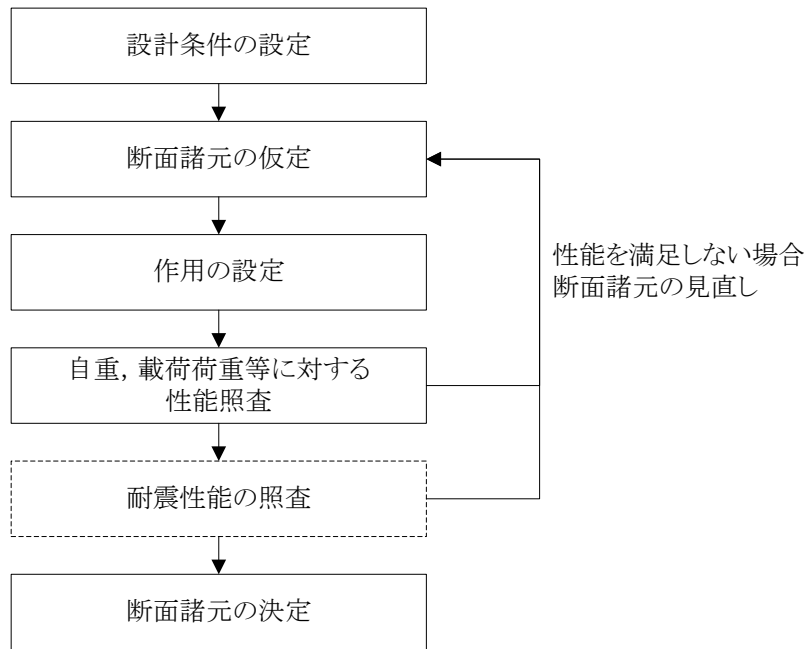 設計条件の設定
断面諸元の仮定
作用の設定
性能を満足しない場合
断面諸元の見直し
自重，載荷荷重等に対する
性能照査
耐震性能の照査
断面諸元の決定